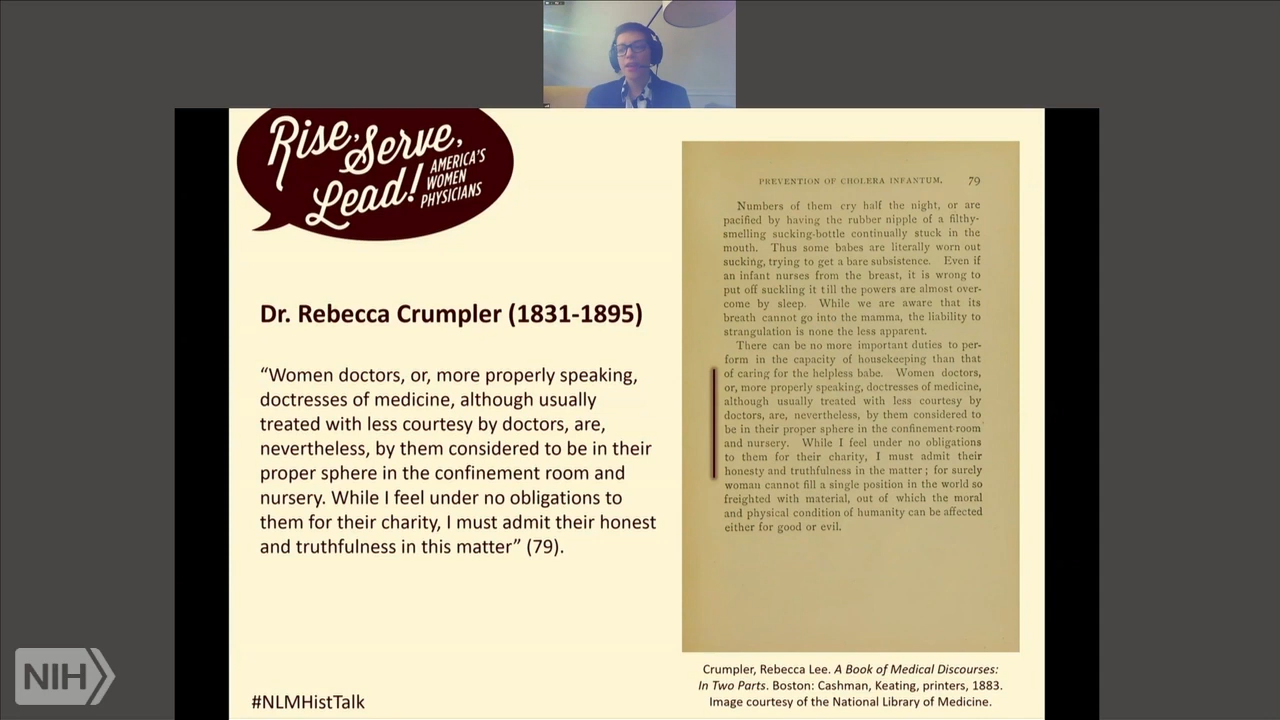 Rise, Serve,
Lead! AMERICA'S
WOMEN
PHYSICIANS
Dr. Rebecca Crumpler (1831-1895)
“Women doctors, or, more properly speaking,
doctresses of medicine, although usually
treated with less courtesy by doctors, are,
nevertheless, by them considered to be in their
proper sphere in the confinement room and
nursery. While I feel under no obligations to
them for their charity, I must admit their honest
and truthfulness in this matter” (79).
#NLMHistTalk
NIH
PREVENTION OF CHOLERA INFANTUM. 79
Numbers of them cry half the night, or are
pacified by having the rubber nipple of a filthy-
smelling sucking-bottle continually stuck in the
mouth. Thus some babes are literally worn out
sucking, trying to get a bare subsistence. Even if
an infant nurses from the breast, it is wrong to
put off suckling it till the powers are almost over-
come by sleep. While we are aware that its
breath cannot go into the mamma, the liability to
strangulation is none the less apparent.
There can be no more important duties to per-
form in the capacity of housekeeping than that
of caring for the helpless babe. Women doctors,
or, more properly speaking, doctresses of medicine,
although usually treated with less courtesy by
doctors, are, nevertheless, by them considered to
be in their proper sphere in the confinement-room
and nursery. While I feel under no obligations
to them for their charity, I must admit their
honesty and truthfulness in the matter; for surely
woman cannot fill a single position in the world so
freighted with material, out of which the moral
and physical condition of humanity can be affected
either for good or evil.
Crumpler, Rebecca Lee. A Book of Medical Discourses:
In Two Parts. Boston: Cashman, Keating, printers, 1883.
Image courtesy of the National Library of Medicine.